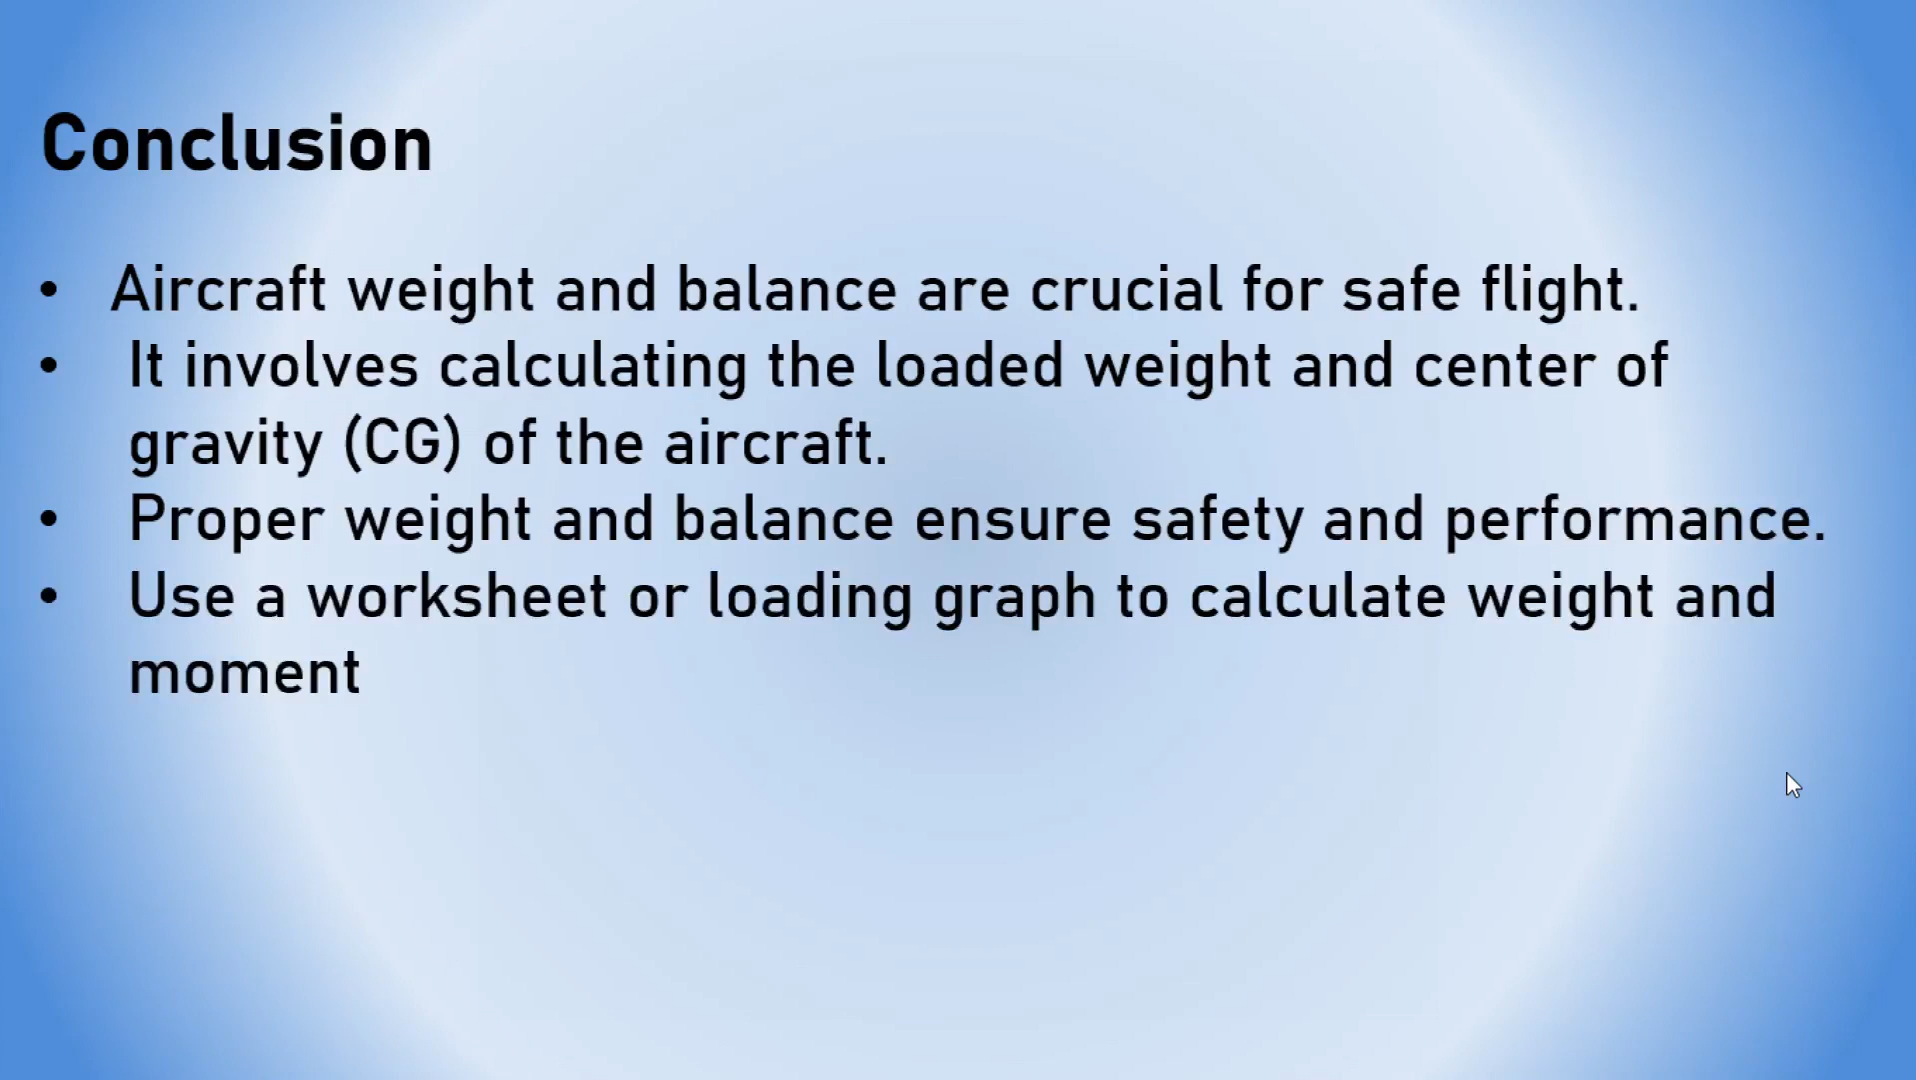 Conclusion
• Aircraft weight and balance are crucial for safe flight.
• It involves calculating the loaded weight and center of
gravity (CG) of the aircraft.
• Proper weight and balance ensure safety and performance.
• Use a worksheet or loading graph to calculate weight and
moment